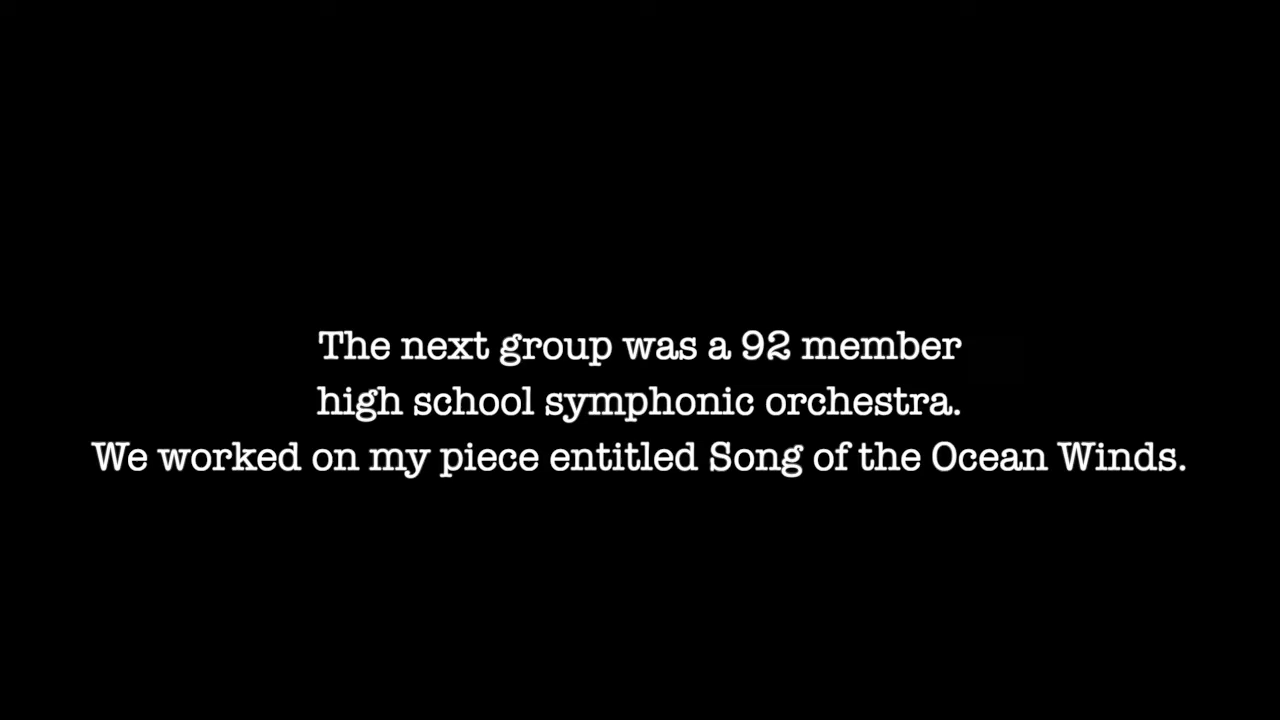 The next group was a 92 member
high school symphonic orchestra.
We worked on my piece entitled Song of the Ocean Winds.